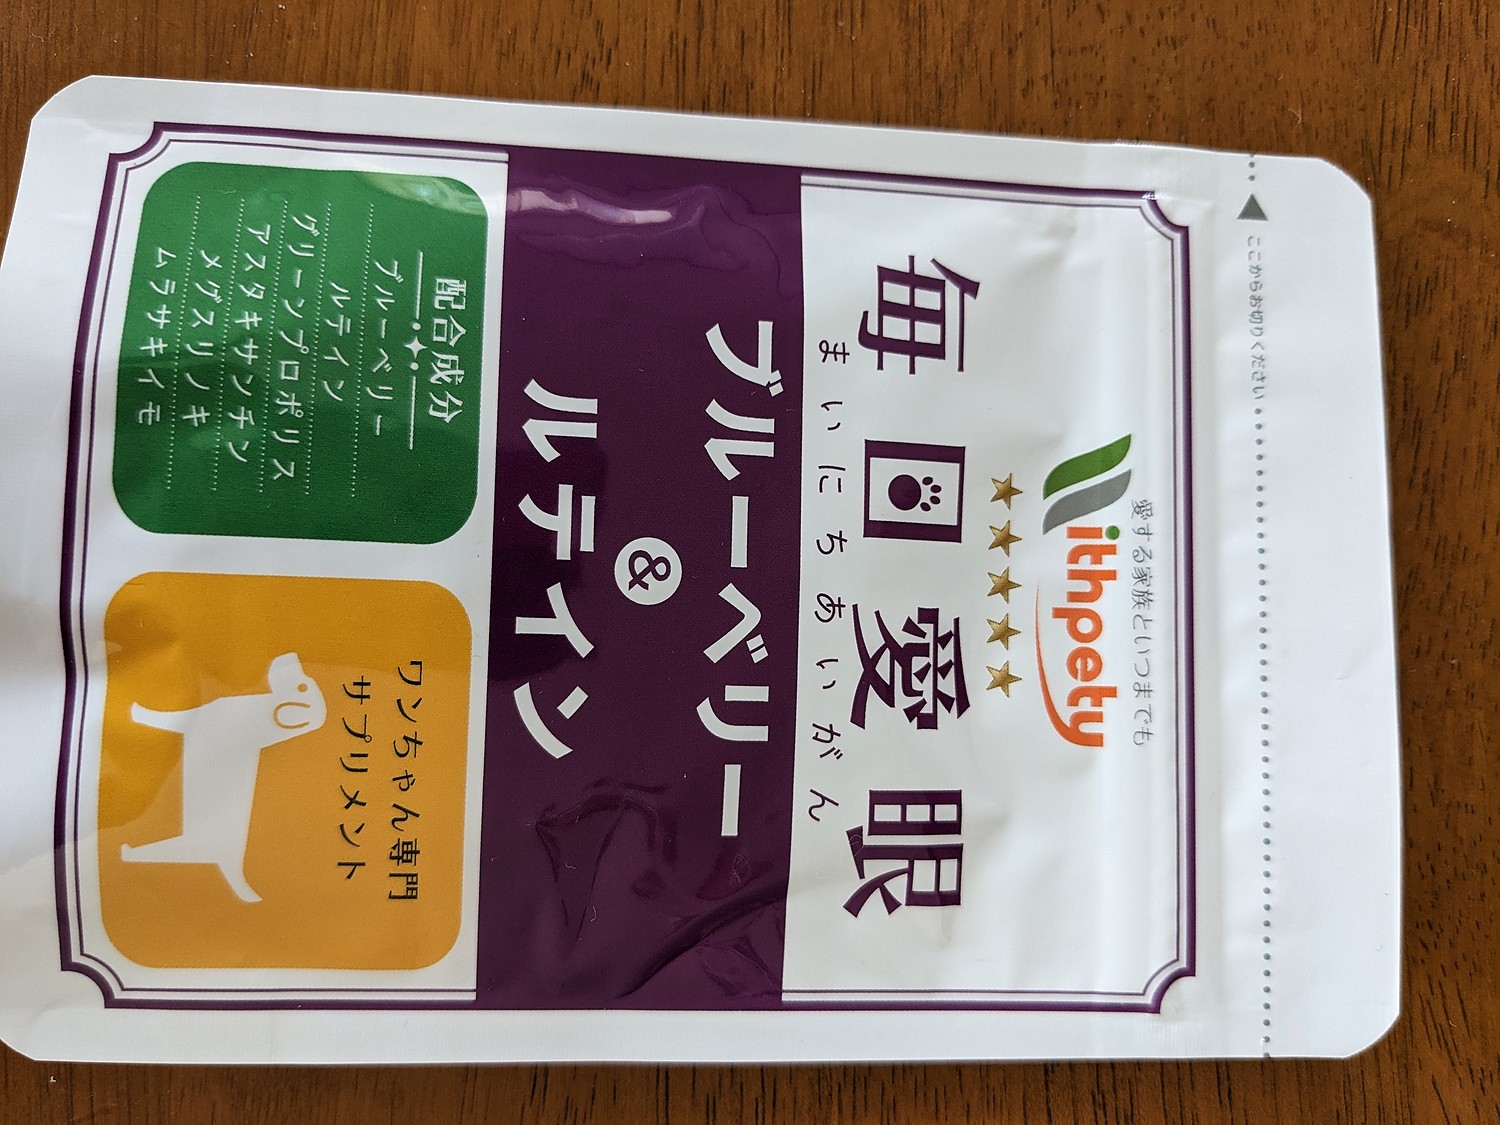 ここからお切りください
愛する家族といつまでも
Withpety
毎日愛眼
まいにちあいがん
ブルーベリー
&
ルテイン
配合成分
ブルーベリー
ルテイン
グリーンプロポリス
アスタキサンチン
メグスリノキ
ムラサキイモ
ワンちゃん専門
サプリメント